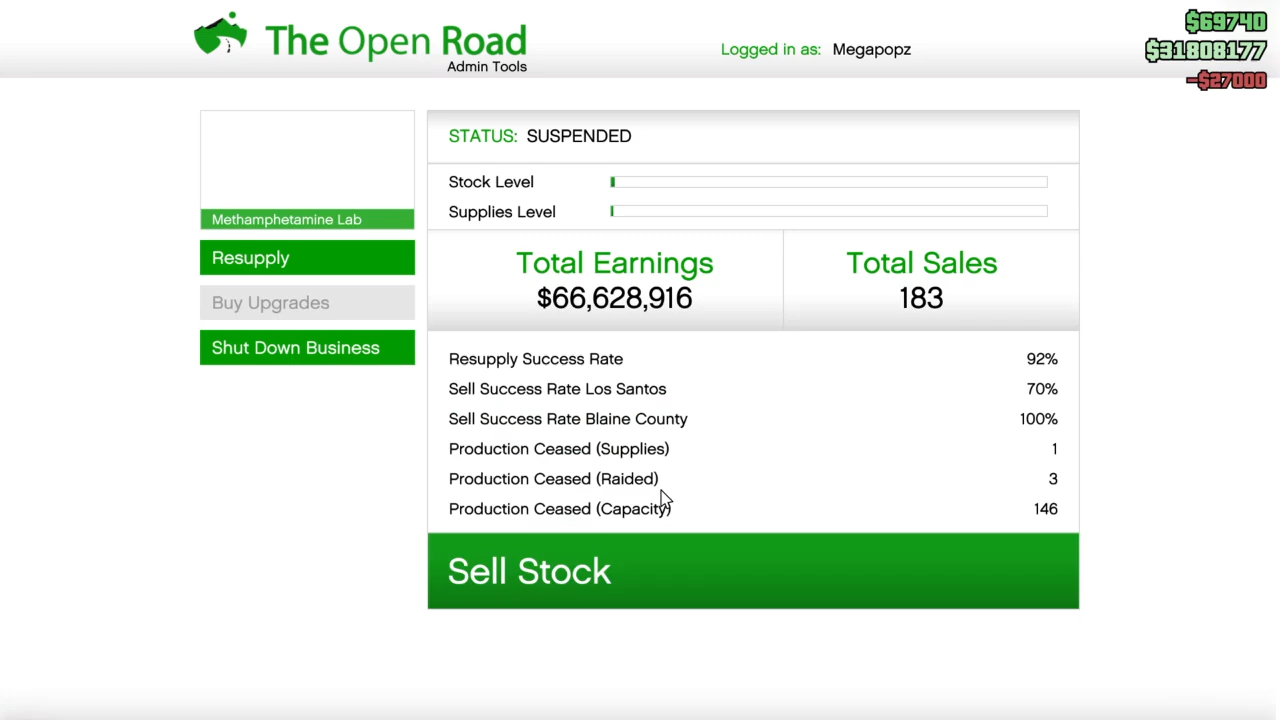 The Open Road
Admin Tools
Logged in as: Megapopz
$69740
$31808177
-$27000
Methamphetamine Lab
Resupply
Buy Upgrades
Shut Down Business
STATUS: SUSPENDED
Stock Level
Supplies Level
Total Earnings
$66,628,916
Total Sales
183
Resupply Success Rate 92%
Sell Success Rate Los Santos 70%
Sell Success Rate Blaine County 100%
Production Ceased (Supplies) 1
Production Ceased (Raided) 3
Production Ceased (Capacity) 146
Sell Stock